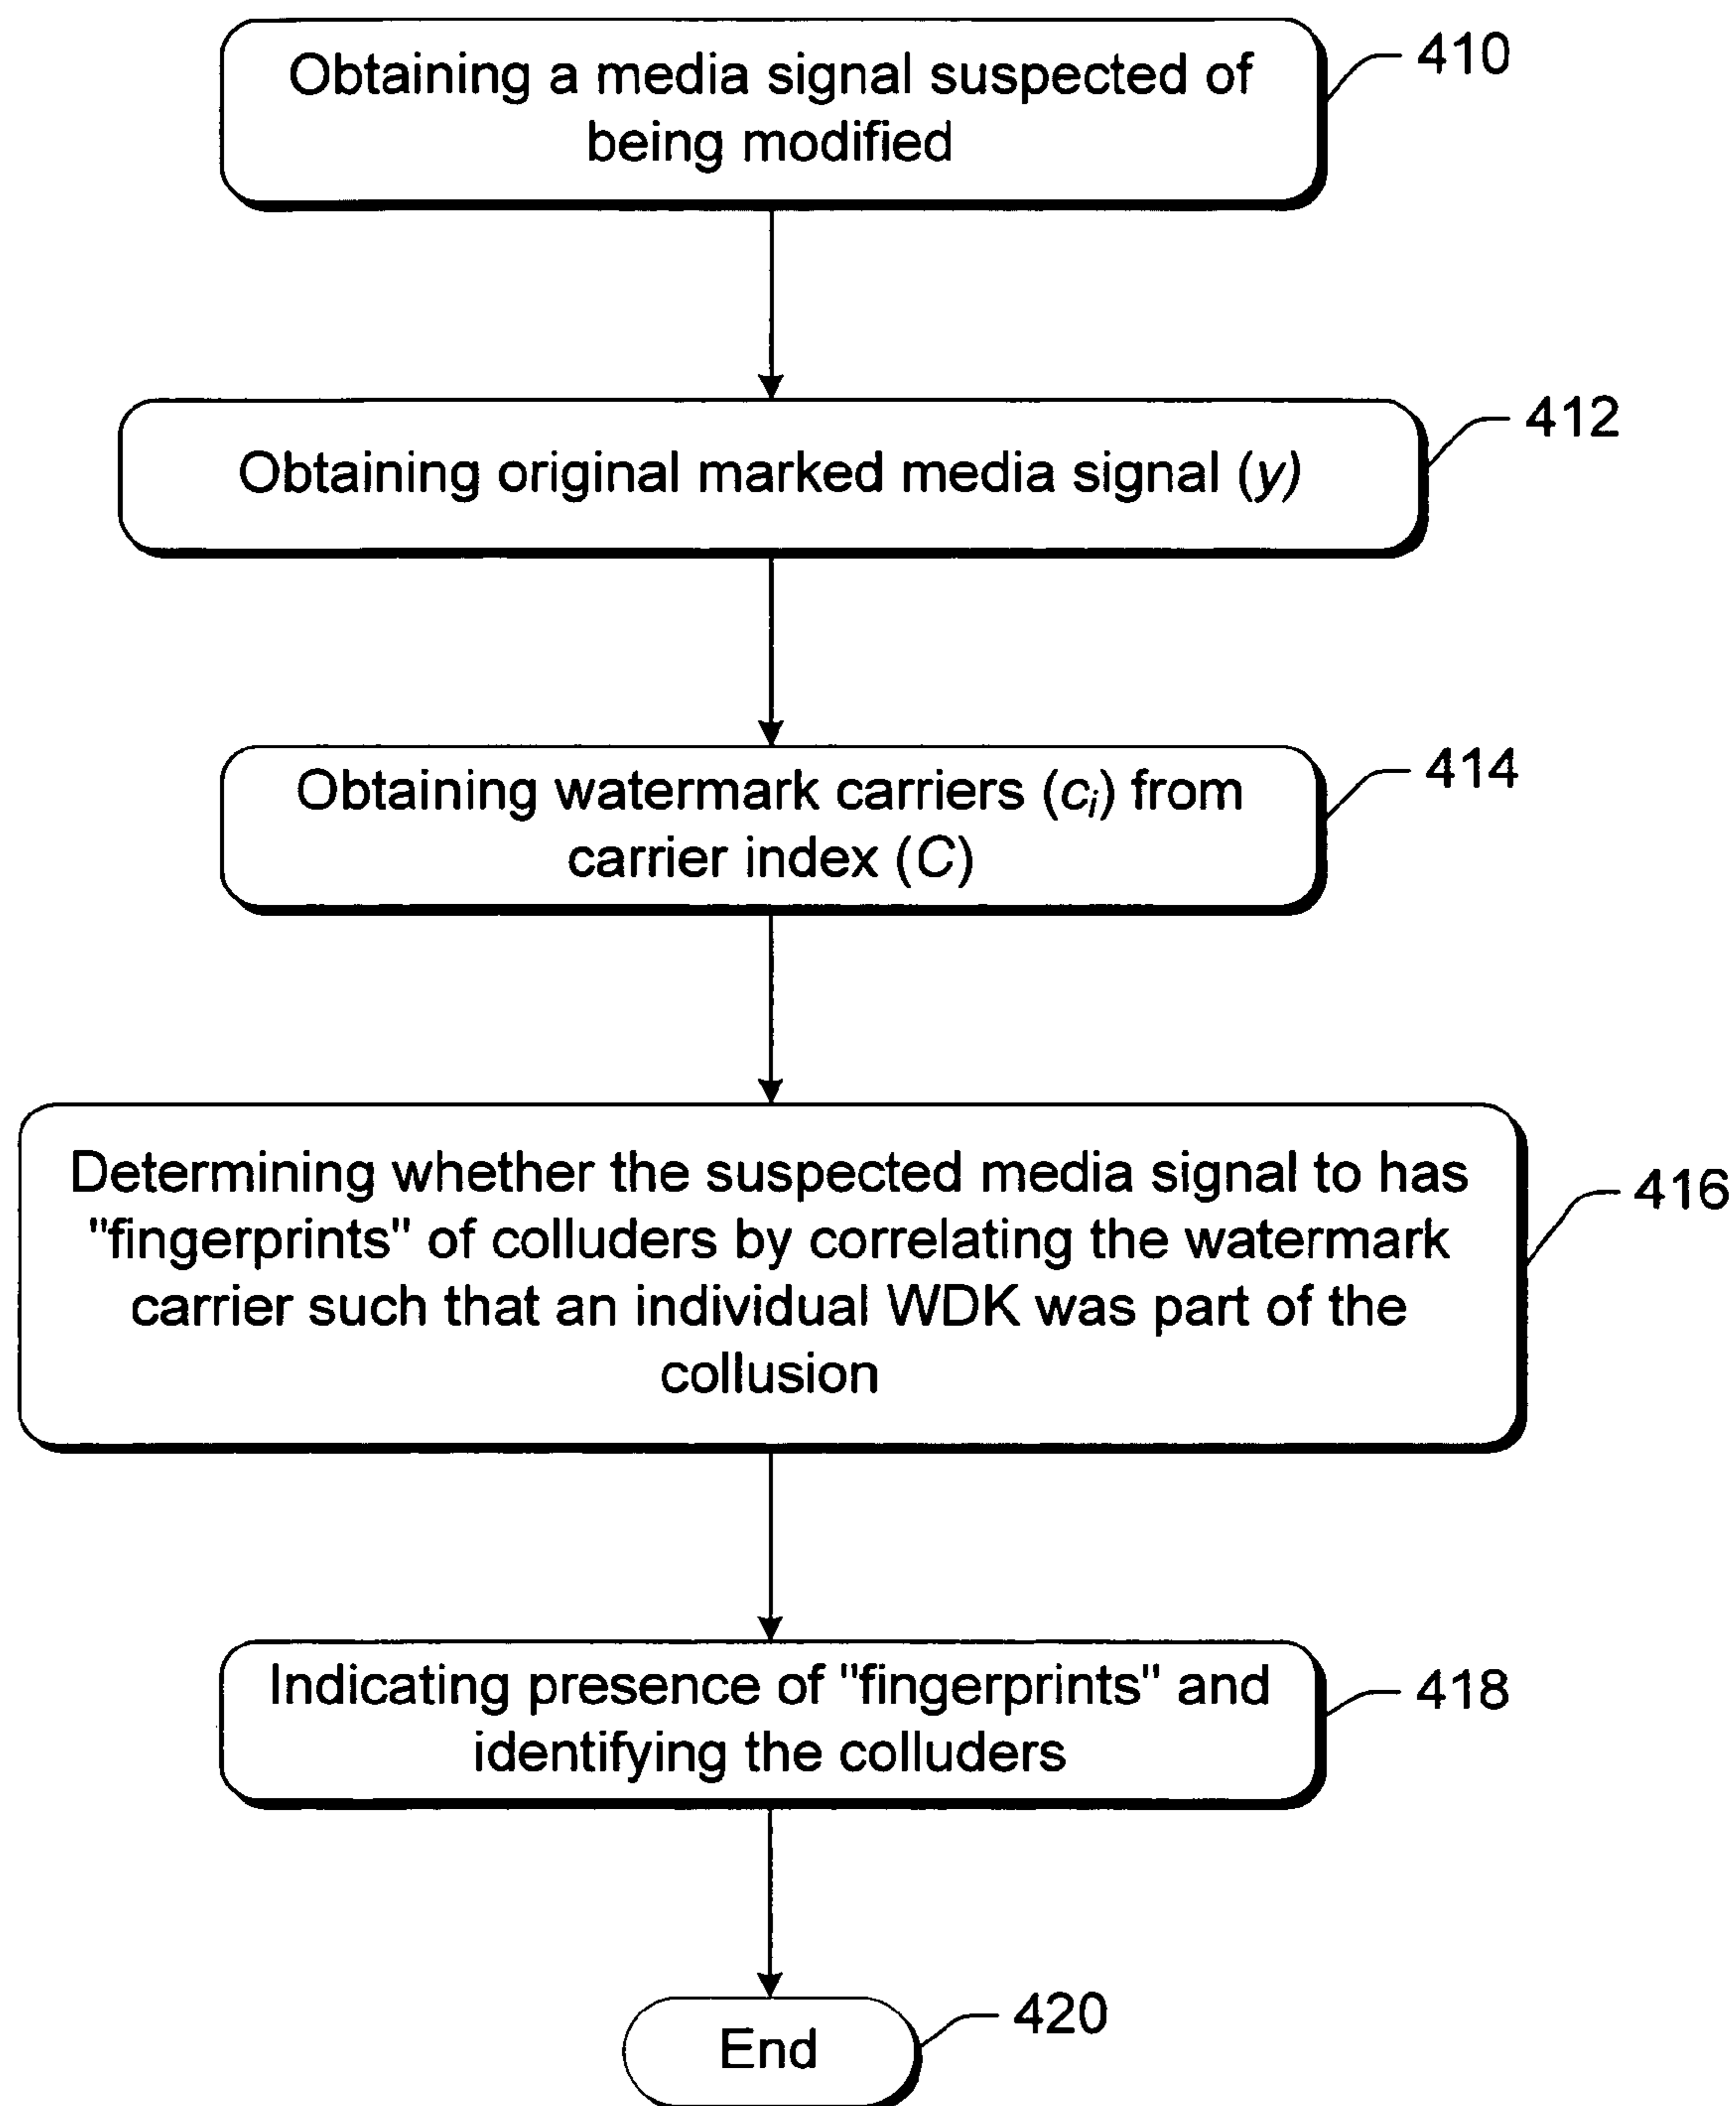 Obtaining a media signal suspected of
being modified
410
Obtaining original marked media signal (y)
412
Obtaining watermark carriers (ci) from
carrier index (C)
414
Determining whether the suspected media signal to has
"fingerprints" of colluders by correlating the watermark
carrier such that an individual WDK was part of the
collusion
416
Indicating presence of "fingerprints" and
identifying the colluders
418
End
420